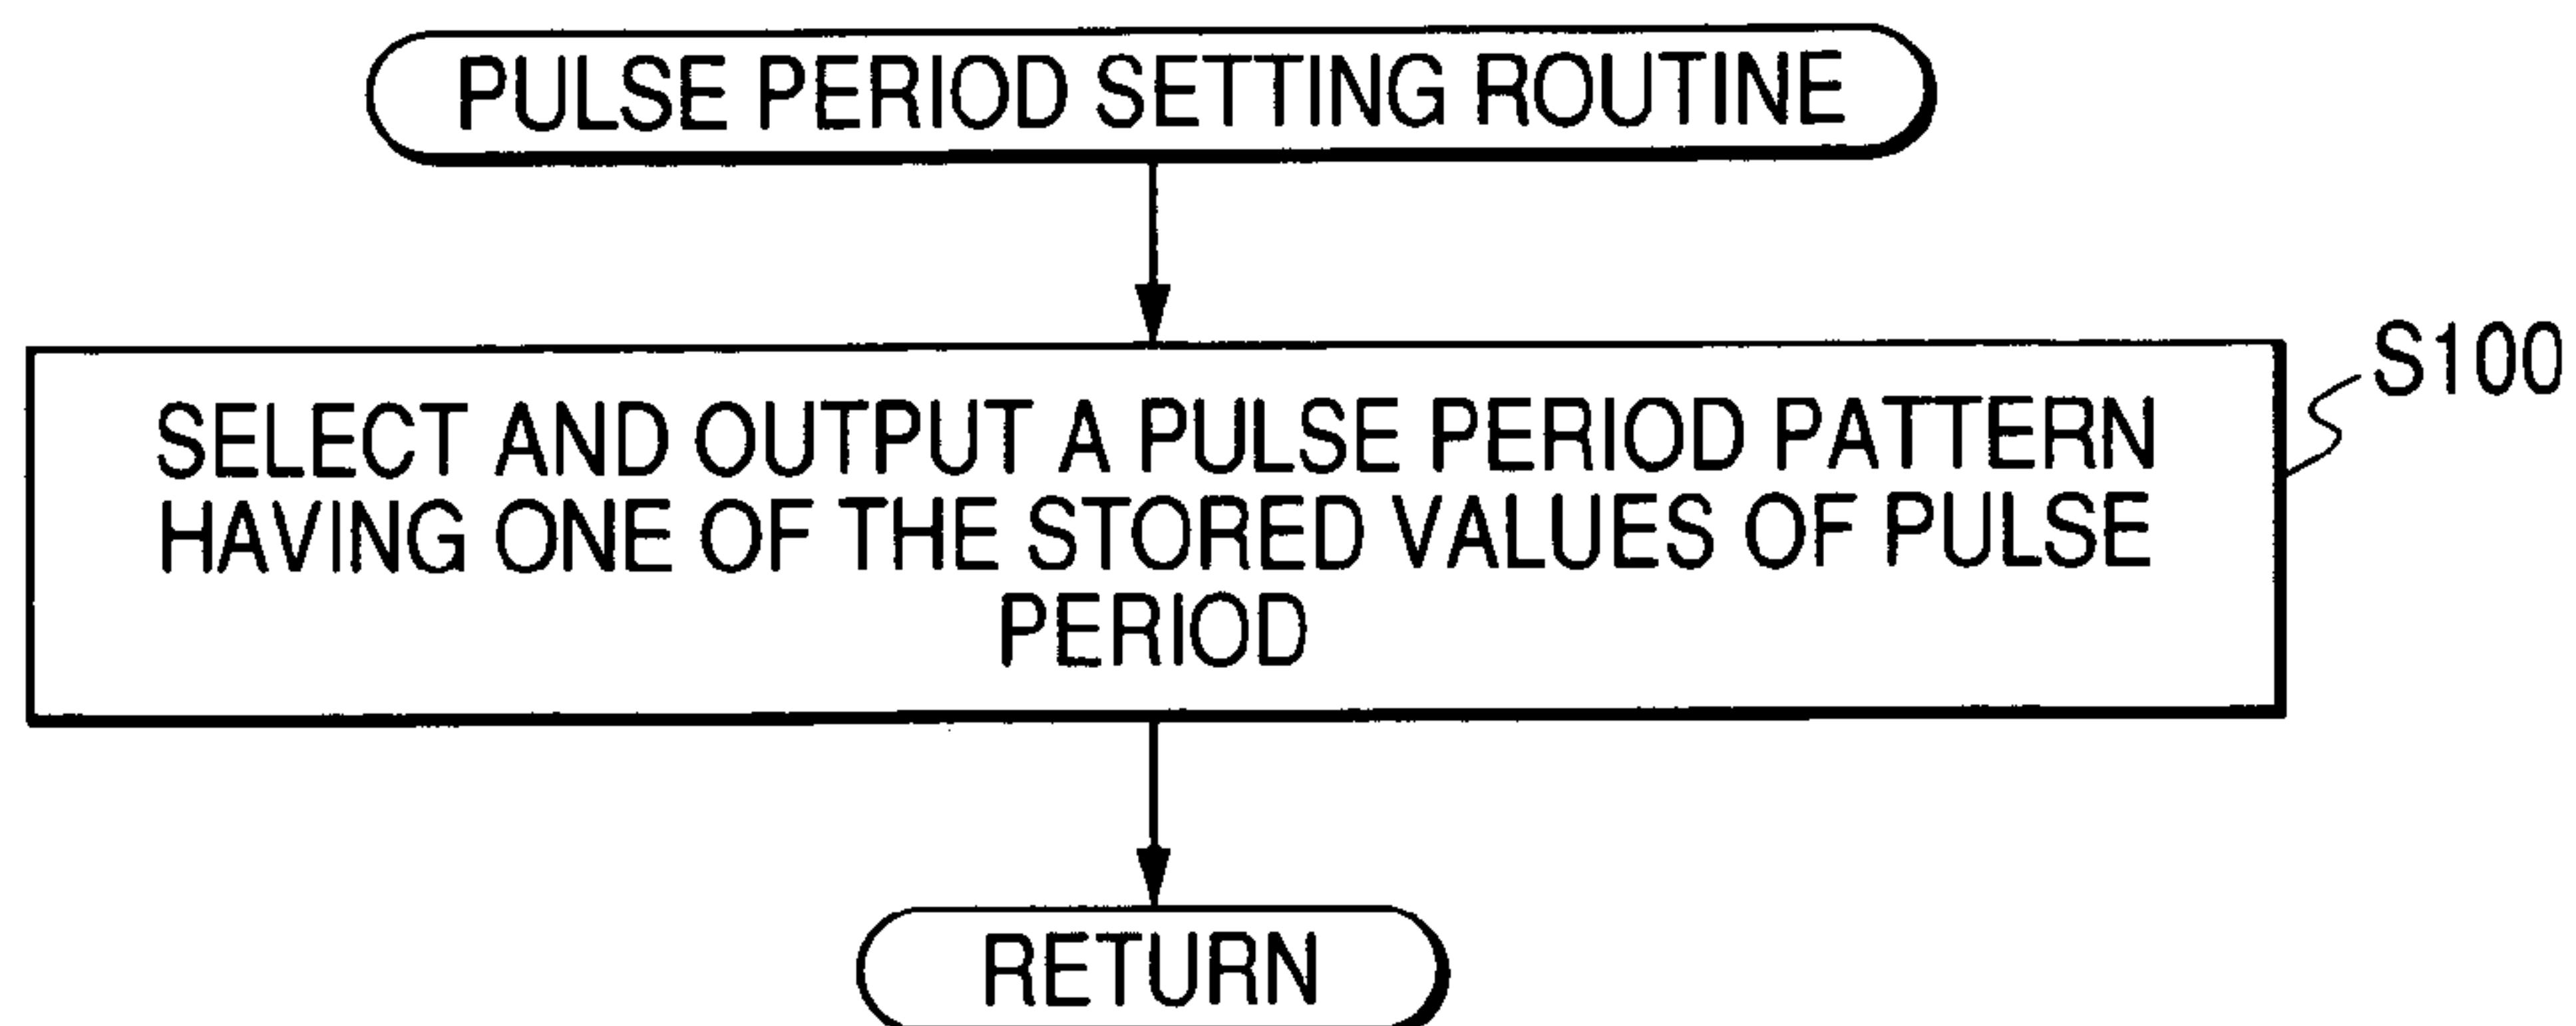 PULSE PERIOD SETTING ROUTINE
S100
SELECT AND OUTPUT A PULSE PERIOD PATTERN
HAVING ONE OF THE STORED VALUES OF PULSE
PERIOD
RETURN